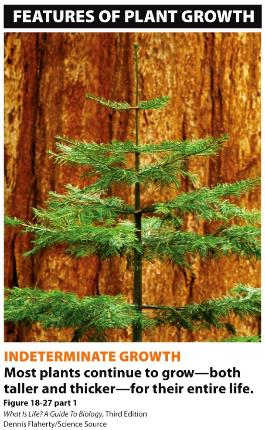 FEATURES OF PLANT GROWTH
INDETERMINATE GROWTH
Most plants continue to grow—both
taller and thicker—for their entire life.
Figure 18-27 part 1
What Is Life? A Guide To Biology, Third Edition
Dennis Flaherty/Science Source